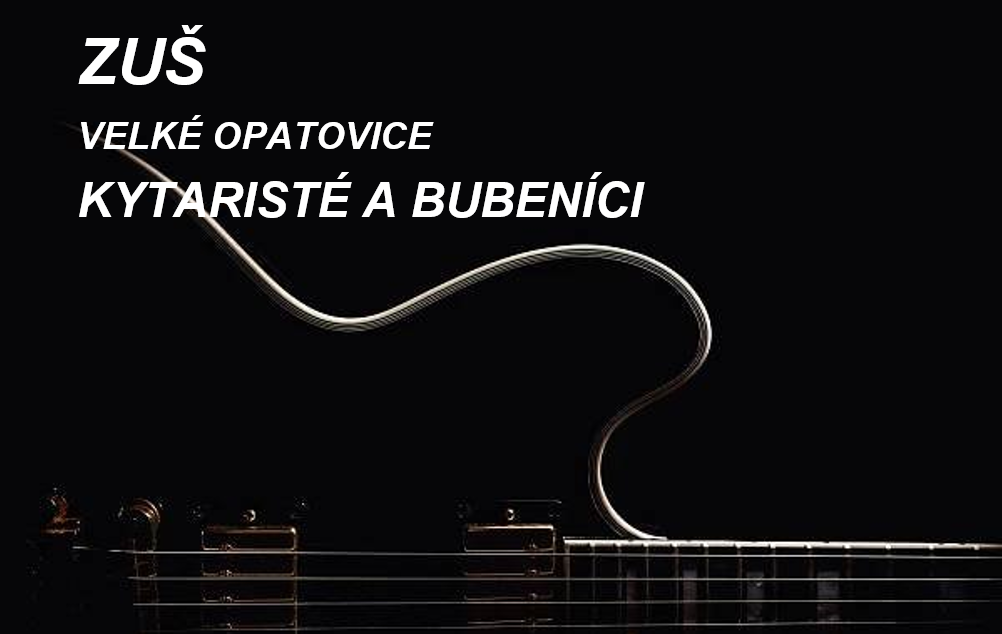 ZUŠ
VELKÉ OPATOVICE
KYTARISTÉ A BUBENÍCI